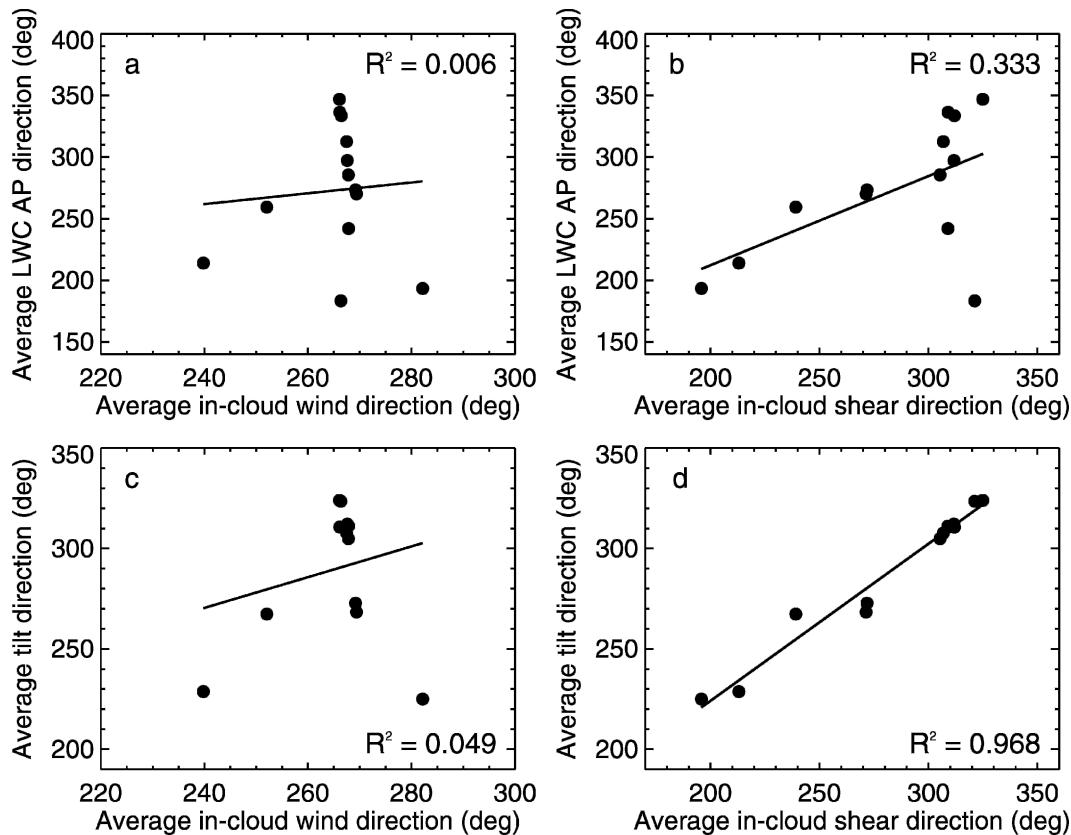 a
R² = 0.006
400
350
300
250
200
150
Average LWC AP direction (deg)
220 240 260 280 300
Average in-cloud wind direction (deg)
b
R² = 0.333
400
350
300
250
200
150
Average LWC AP direction (deg)
200 250 300 350
Average in-cloud shear direction (deg)
c
R² = 0.049
350
300
250
200
Average tilt direction (deg)
220 240 260 280 300
Average in-cloud wind direction (deg)
d
R² = 0.968
350
300
250
200
Average tilt direction (deg)
200 250 300 350
Average in-cloud shear direction (deg)